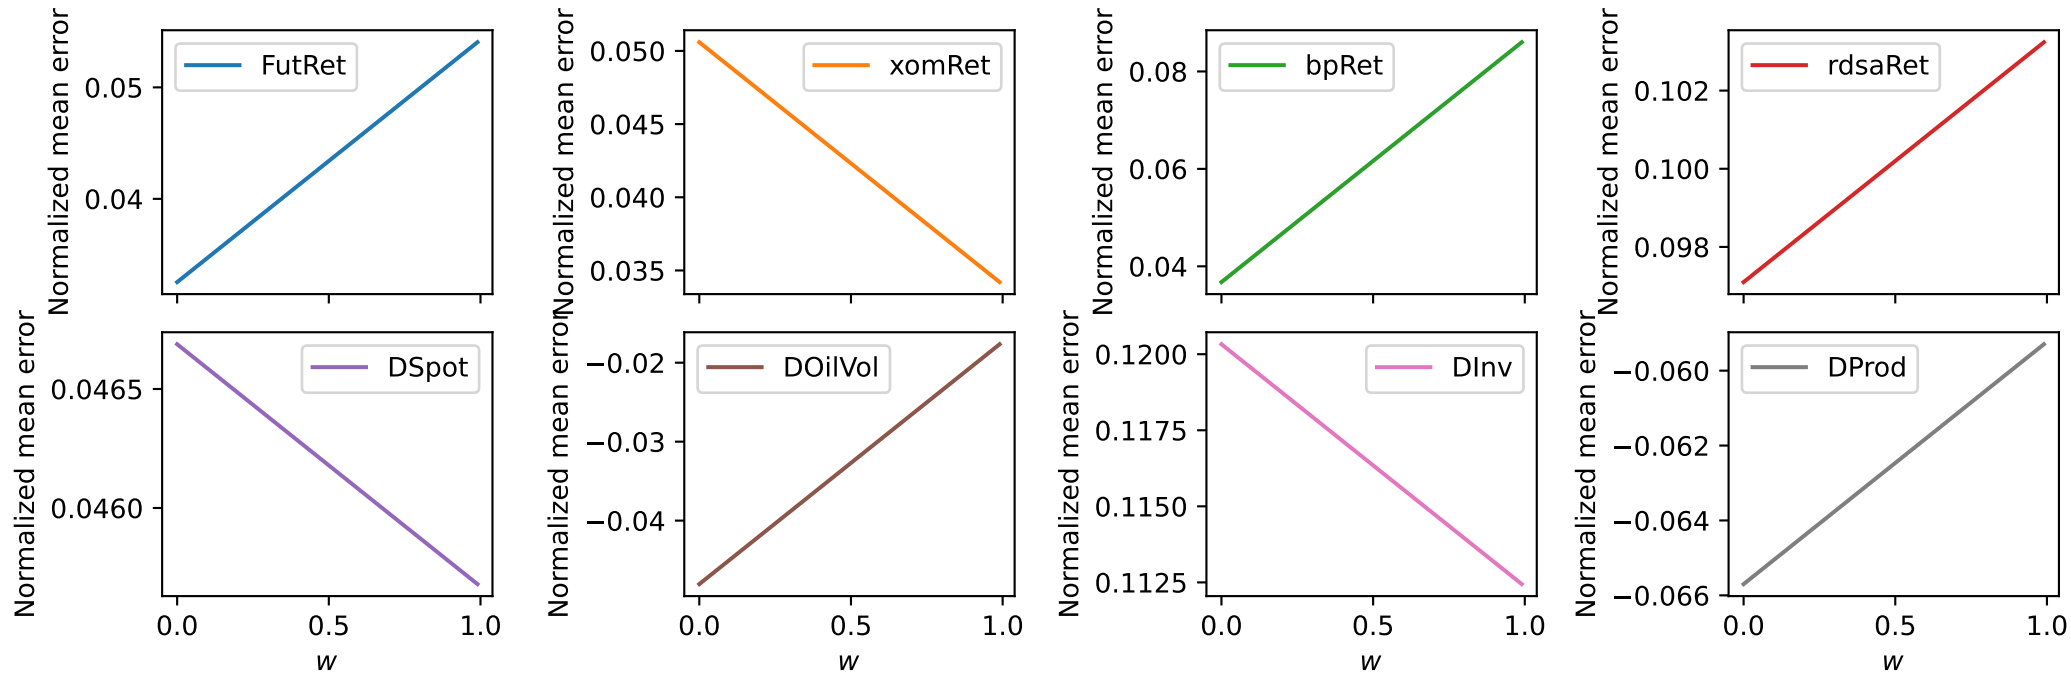 Normalized mean error
0.05
0.04
FutRet
Normalized mean error
0.050
0.045
0.040
0.035
xomRet
Normalized mean error
0.08
0.06
0.04
bpRet
Normalized mean error
0.102
0.100
0.098
rdsaRet
Normalized mean error
0.0465
0.0460
DSpot
0.0 0.5 1.0
w
Normalized mean error
−0.02
−0.03
−0.04
DOilVol
0.0 0.5 1.0
w
Normalized mean error
0.1200
0.1175
0.1150
0.1125
DInv
0.0 0.5 1.0
w
Normalized mean error
−0.060
−0.062
−0.064
−0.066
DProd
0.0 0.5 1.0
w